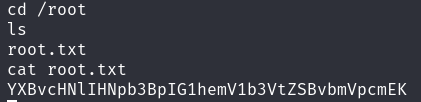 cd /root
ls
root.txt
cat root.txt
YXBvcHNlIHNpb3BpIG1hemV1b3VtZSBvbmVpcmEK